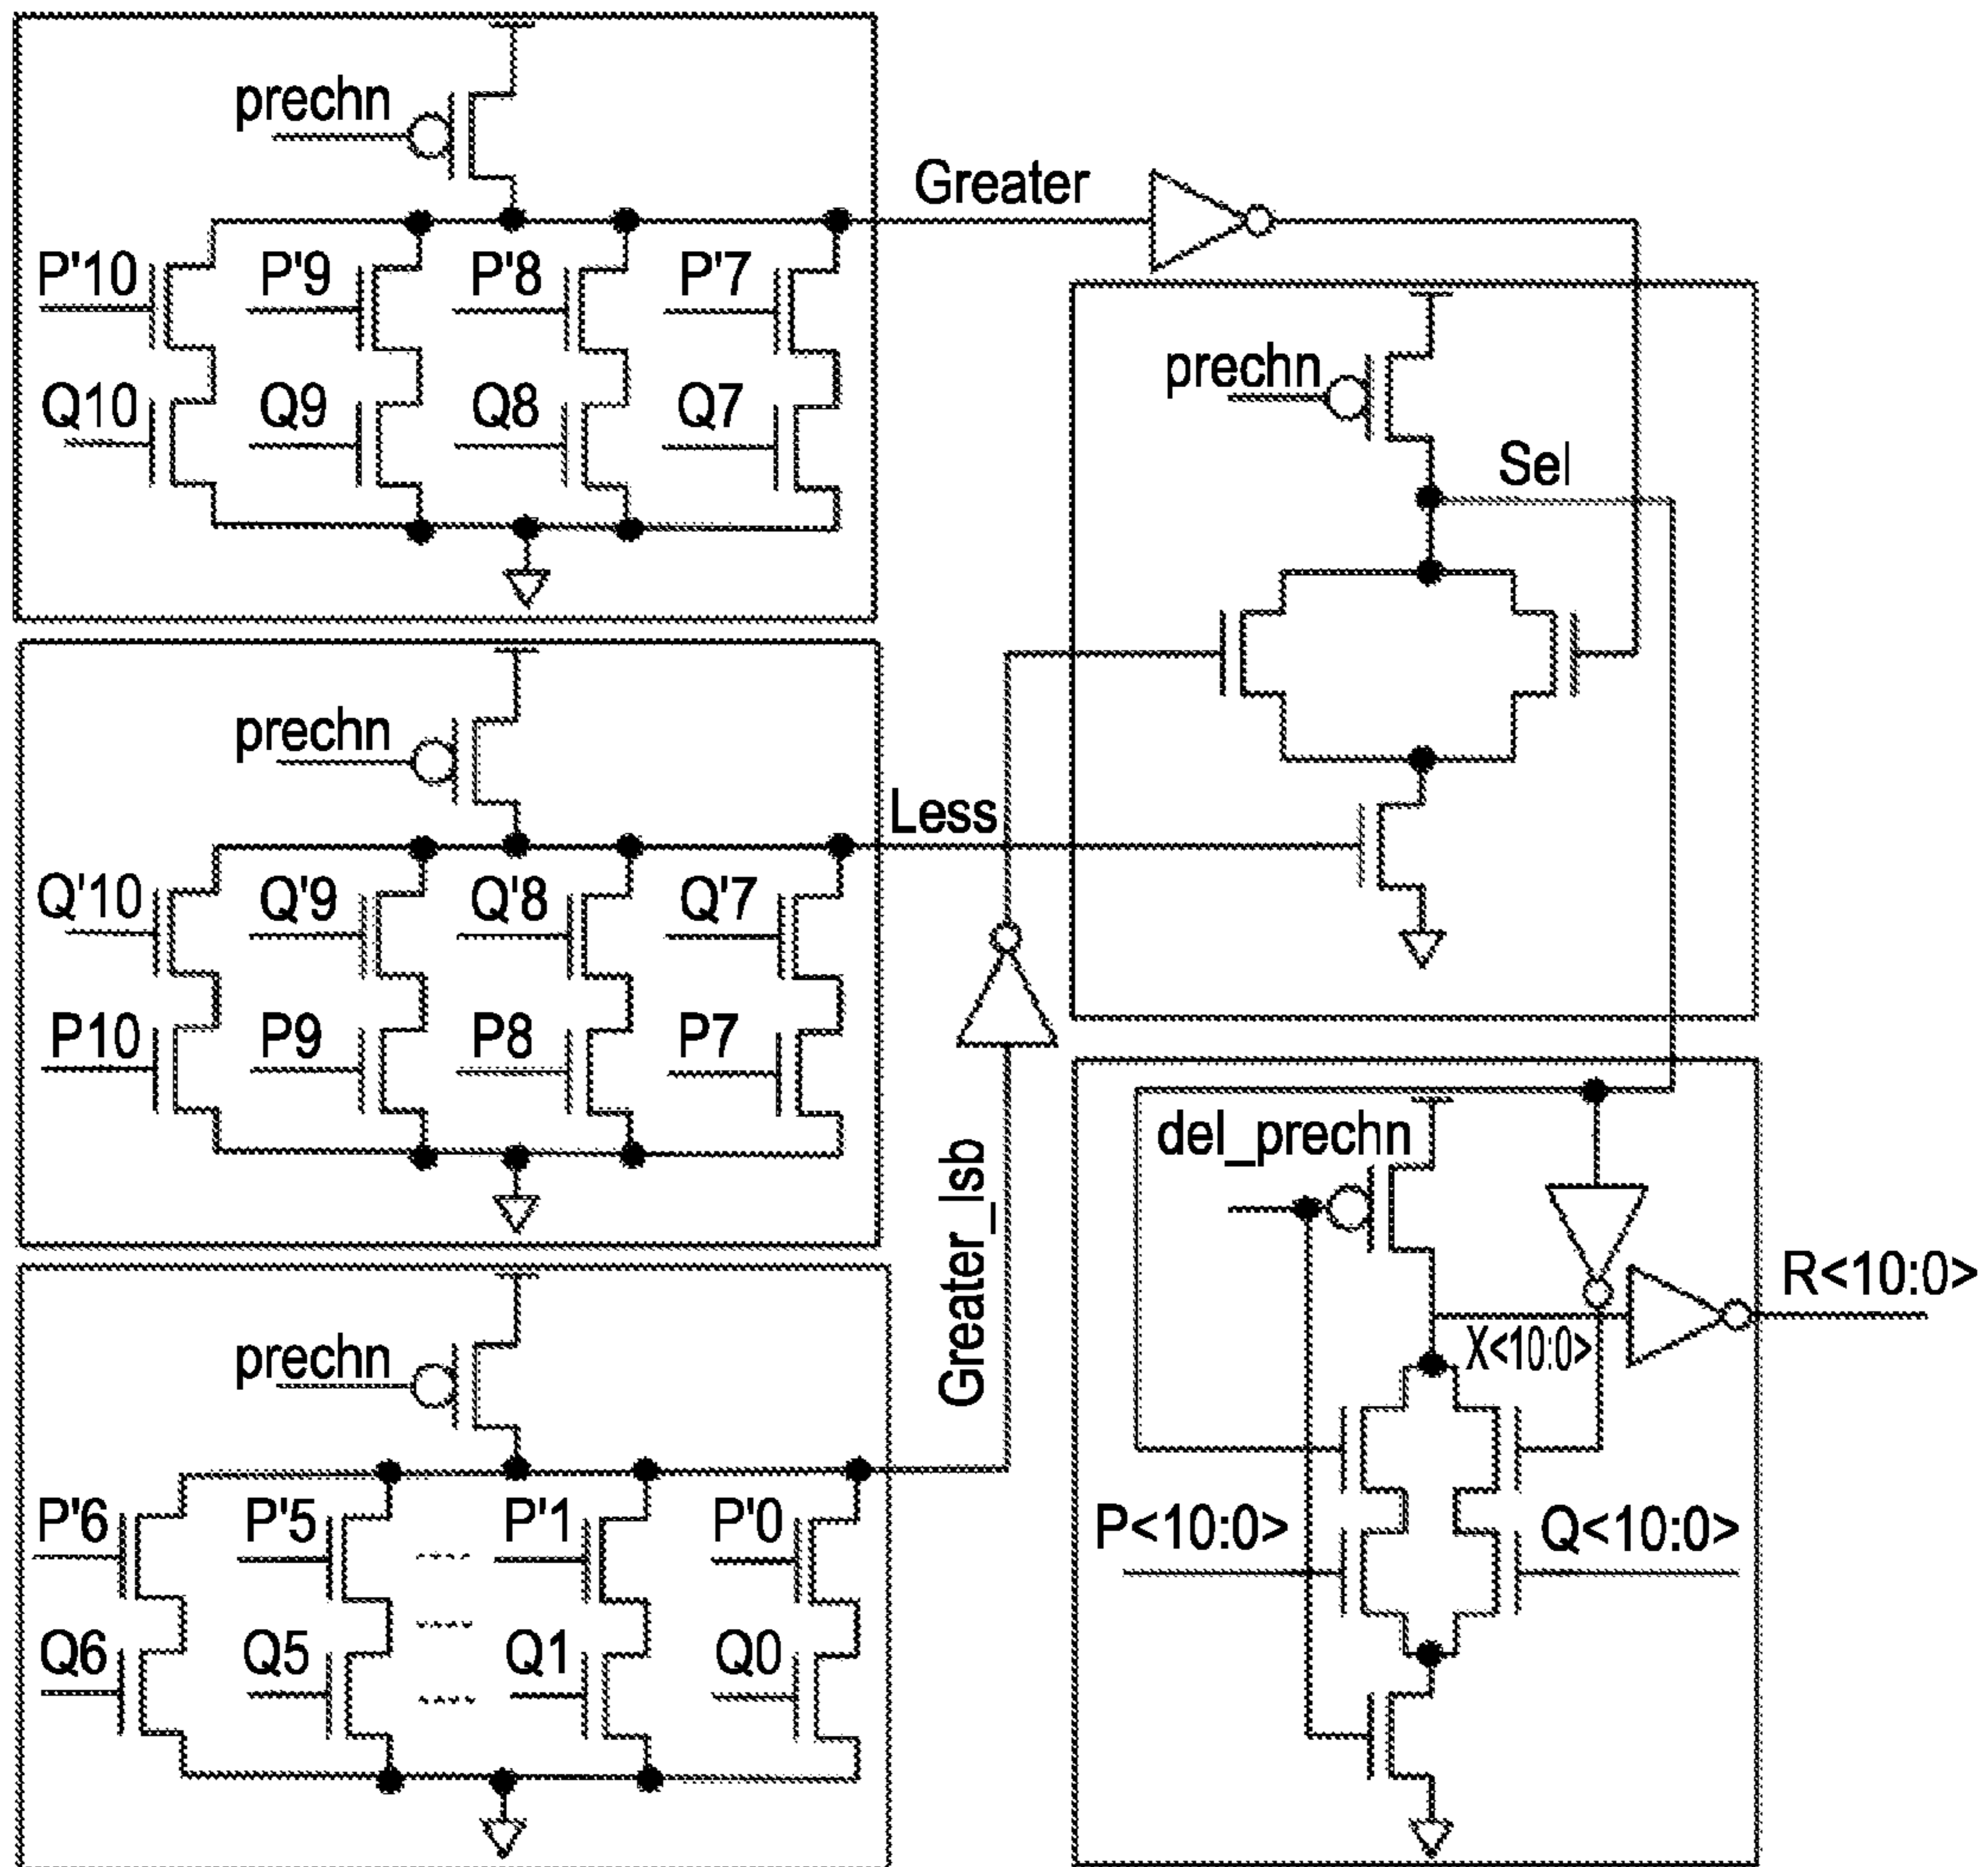 prechn
Greater
P'10 P'9 P'8 P'7
Q10 Q9 Q8 Q7
prechn
Sel
prechn
Less
Q'10 Q'9 Q'8 Q'7
P10 P9 P8 P7
Greater_lsb
prechn
P'6 P'5 P'1 P'0
Q6 Q5 Q1 Q0
del_prechn
R<10:0>
X<10:0>
P<10:0> Q<10:0>